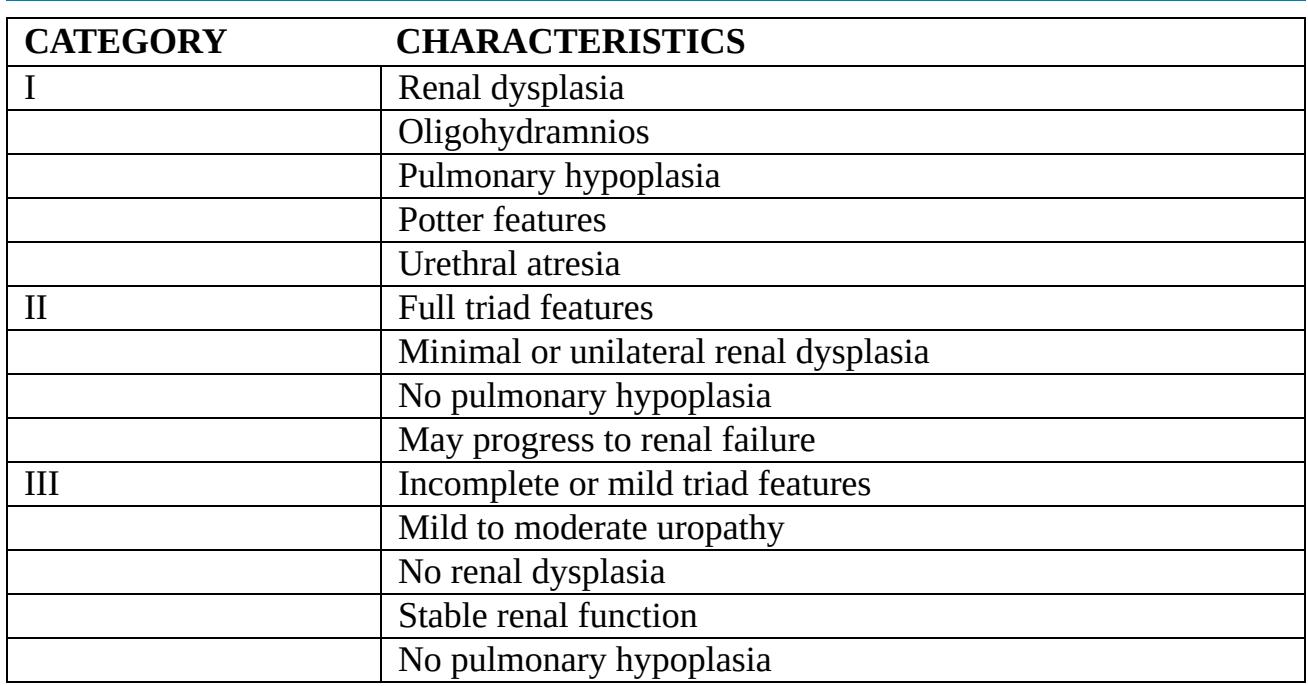 CATEGORY CHARACTERISTICS
I Renal dysplasia
Oligohydramnios
Pulmonary hypoplasia
Potter features
Urethral atresia
II Full triad features
Minimal or unilateral renal dysplasia
No pulmonary hypoplasia
May progress to renal failure
III Incomplete or mild triad features
Mild to moderate uropathy
No renal dysplasia
Stable renal function
No pulmonary hypoplasia